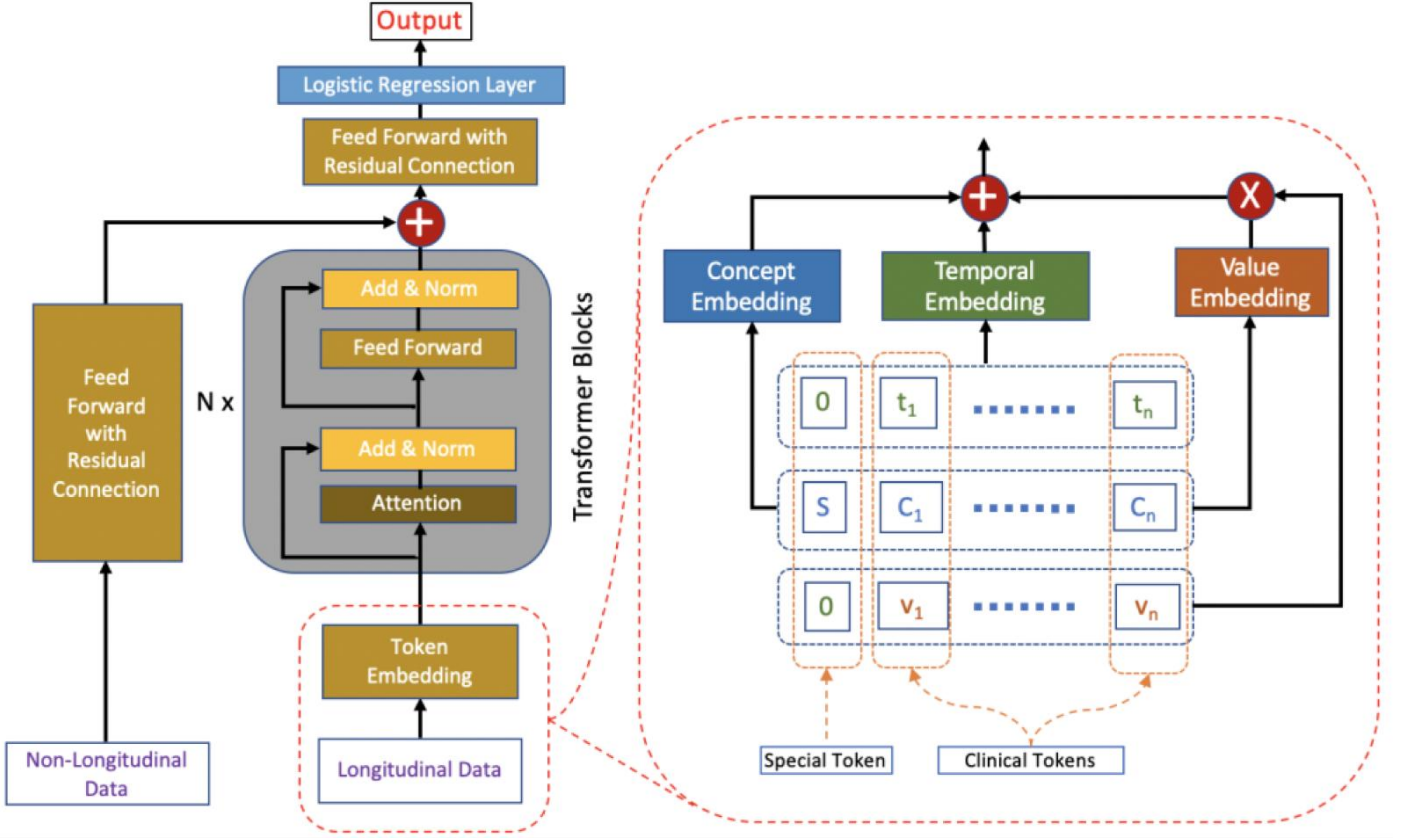 Output
Logistic Regression Layer
Feed Forward with
Residual Connection
+
Add & Norm
Feed Forward
Add & Norm
Attention
N x
Transformer Blocks
Feed
Forward
with
Residual
Connection
Token
Embedding
Non-Longitudinal
Data
Longitudinal Data
+
X
Concept
Embedding
Temporal
Embedding
Value
Embedding
0 t₁ ....... tₙ
S C₁ ....... Cₙ
0 v₁ ....... vₙ
Special Token
Clinical Tokens